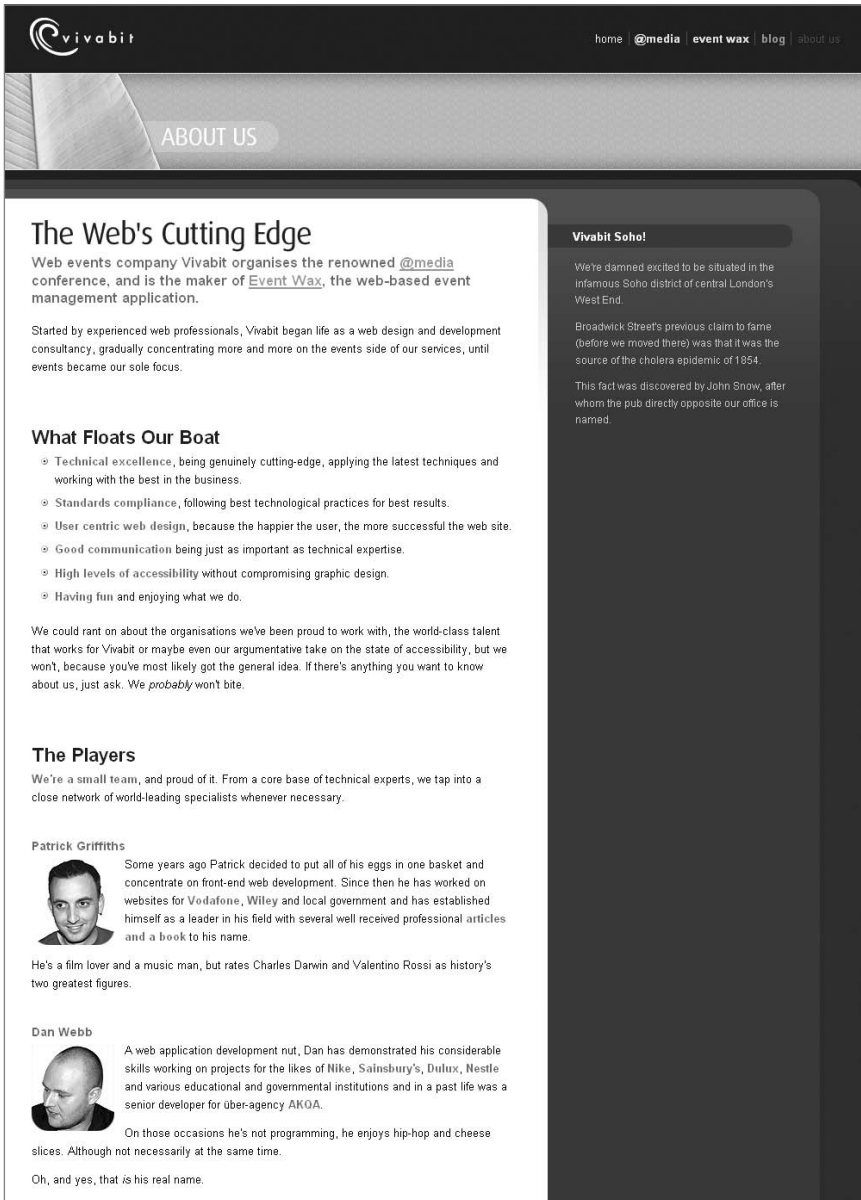 vivabit
home | @media | event wax | blog | about us
ABOUT US
The Web's Cutting Edge
Web events company Vivabit organises the renowned @media
conference, and is the maker of Event Wax, the web-based event
management application.
Started by experienced web professionals, Vivabit began life as a web design and development
consultancy, gradually concentrating more and more on the events side of our services, until
events became our sole focus.
What Floats Our Boat
Technical excellence, being genuinely cutting-edge, applying the latest techniques and
working with the best in the business.
Standards compliance, following best technological practices for best results.
User centric web design, because the happier the user, the more successful the web site.
Good communication being just as important as technical expertise.
High levels of accessibility without compromising graphic design.
Having fun and enjoying what we do.
We could rant on about the organisations we've been proud to work with, the world-class talent
that works for Vivabit or maybe even our argumentative take on the state of accessibility, but we
won't, because you've most likely got the general idea. If there's anything you want to know
about us, just ask. We probably won't bite.
The Players
We're a small team, and proud of it. From a core base of technical experts, we tap into a
close network of world-leading specialists whenever necessary.
Patrick Griffiths
Some years ago Patrick decided to put all of his eggs in one basket and
concentrate on front-end web development. Since then he has worked on
websites for Vodafone, Wiley and local government and has established
himself as a leader in his field with several well received professional articles
and a book to his name.
He's a film lover and a music man, but rates Charles Darwin and Valentino Rossi as history's
two greatest figures.
Dan Webb
A web application development nut, Dan has demonstrated his considerable
skills working on projects for the likes of Nike, Sainsbury's, Dulux, Nestle
and various educational and governmental institutions and in a past life was a
senior developer for über-agency AKQA.
On those occasions he's not programming, he enjoys hip-hop and cheese
slices. Although not necessarily at the same time.
Oh, and yes, that is his real name.
Vivabit Soho!
We're damned excited to be situated in the
infamous Soho district of central London's
West End.
Broadwick Street's previous claim to fame
(before we moved there) was that it was the
source of the cholera epidemic of 1854.
This fact was discovered by John Snow, after
whom the pub directly opposite our office is
named.